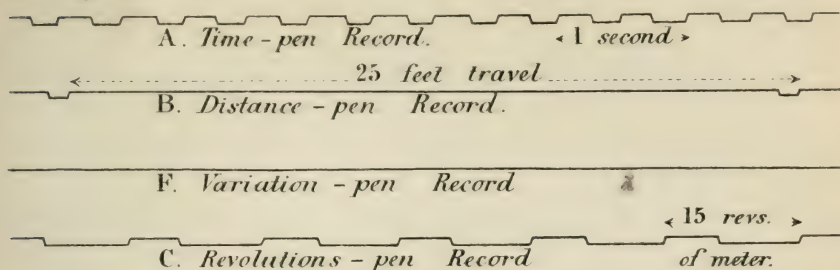 A. Time-pen Record. 1 second
25 feet travel
B. Distance-pen Record.
F. Variation-pen Record
15 revs.
C. Revolutions-pen Record of meter.